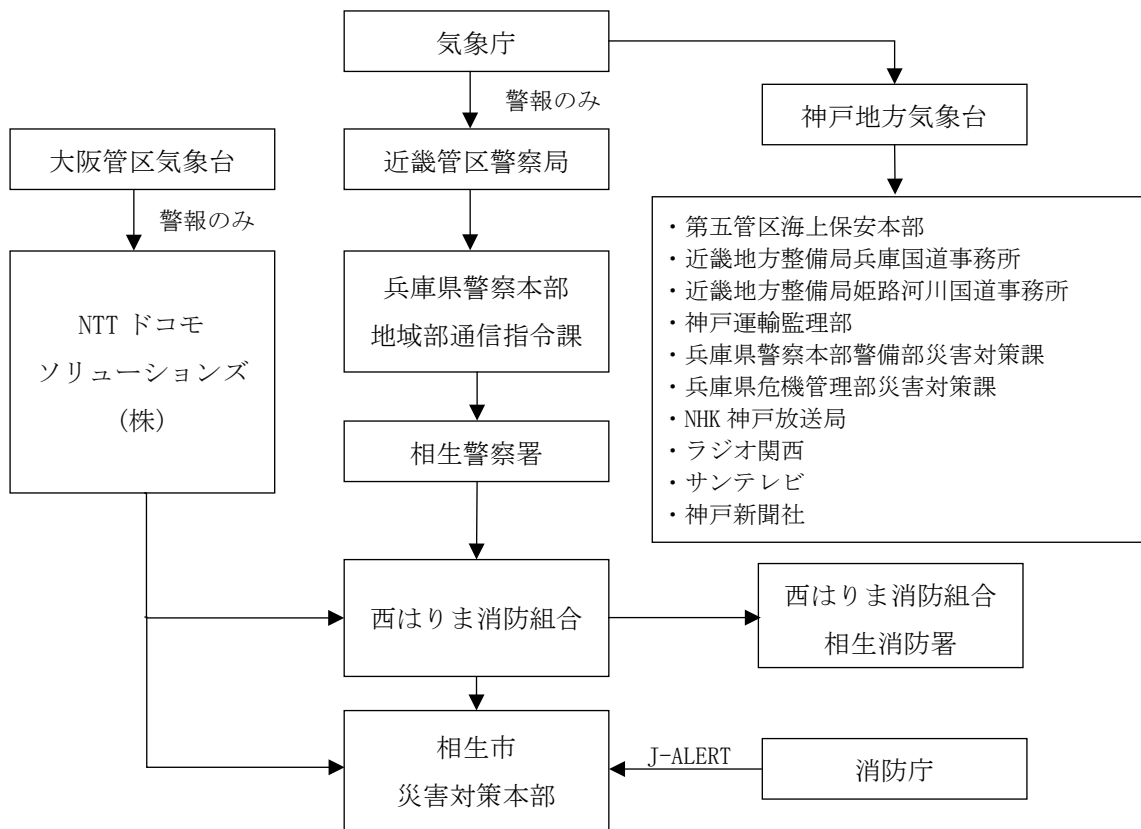 気象庁
警報のみ
神戸地方気象台
大阪管区気象台
近畿管区警察局
警報のみ
・第五管区海上保安本部
・近畿地方整備局兵庫国道事務所
・近畿地方整備局姫路河川国道事務所
・神戸運輸監理部
・兵庫県警察本部警備部災害対策課
・兵庫県危機管理部災害対策課
・NHK 神戸放送局
・ラジオ関西
・サンテレビ
・神戸新聞社
NTT ドコモ
ソリューションズ
(株)
兵庫県警察本部
地域部通信指令課
相生警察署
西はりま消防組合
西はりま消防組合
相生消防署
相生市
災害対策本部
J-ALERT
消防庁